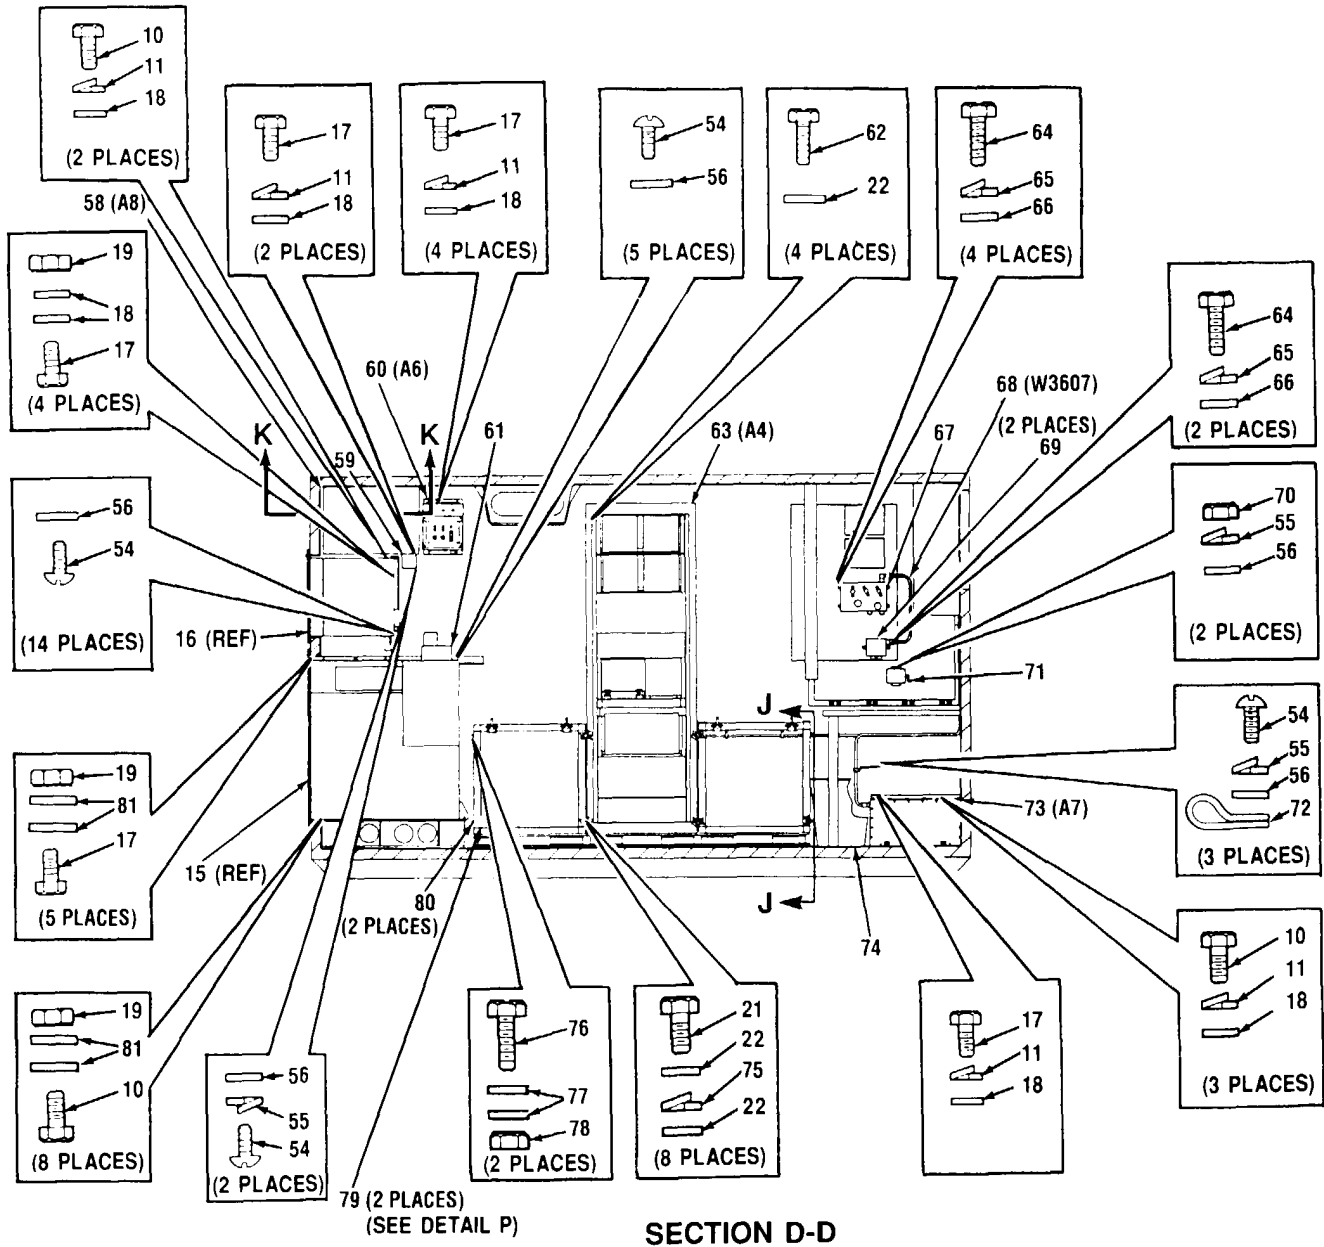 10
11
18
(2 PLACES)
58 (A8)
17
11
18
(2 PLACES)
17
11
18
(4 PLACES)
54
56
(5 PLACES)
62
22
(4 PLACES)
64
65
66
(4 PLACES)
19
18
17
(4 PLACES)
64
65
66
(2 PLACES)
60 (A6)
K
K
59
61
63 (A4)
67
68 (W3607)
(2 PLACES)
69
56
54
(14 PLACES)
16 (REF)
70
55
56
(2 PLACES)
71
J
J
54
55
56
72
(3 PLACES)
73 (A7)
74
19
81
17
(5 PLACES)
15 (REF)
80
(2 PLACES)
19
81
10
(8 PLACES)
56
55
54
(2 PLACES)
79 (2 PLACES)
(SEE DETAIL P)
76
77
78
(2 PLACES)
21
22
75
22
(8 PLACES)
17
11
18
10
11
18
(3 PLACES)
SECTION D-D